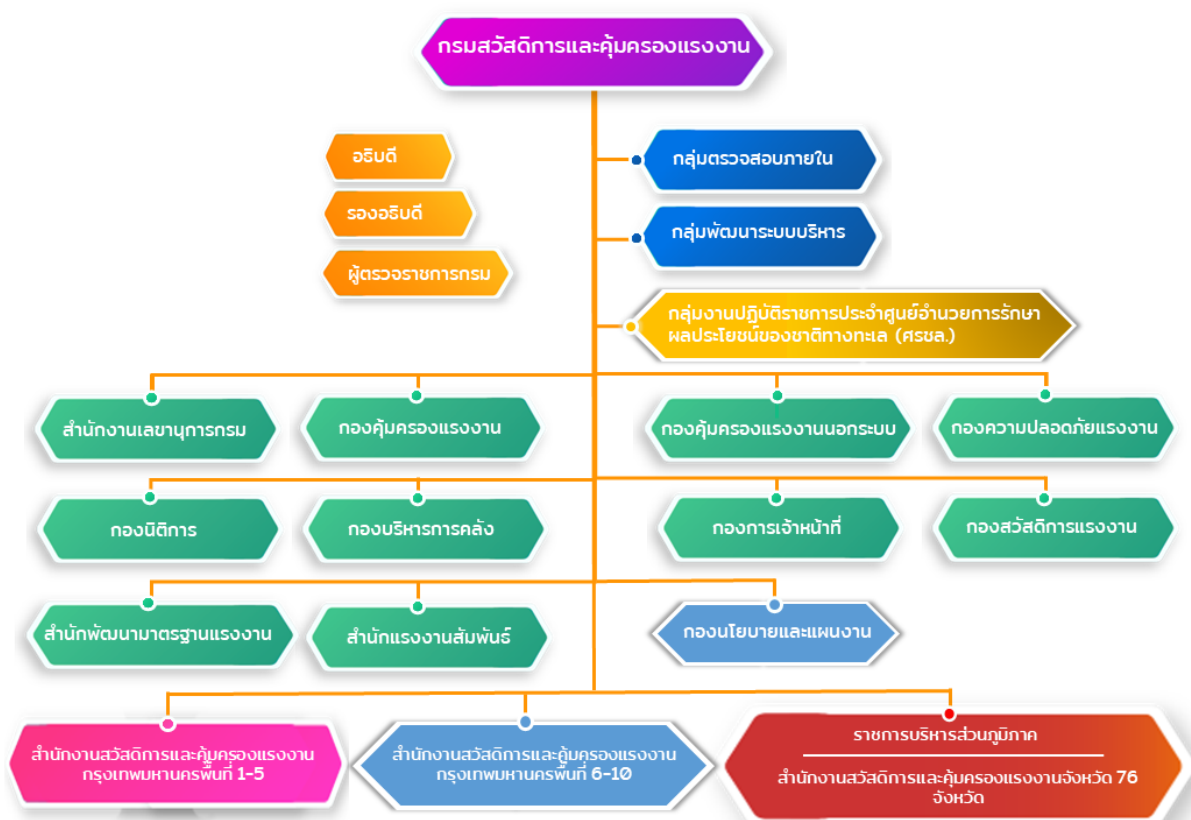 กรมสวัสดิการและคุ้มครองแรงงาน
อธิบดี
รองอธิบดี
ผู้ตรวจราชการกรม
กลุ่มตรวจสอบภายใน
กลุ่มพัฒนาระบบบริหาร
กลุ่มงานปฏิบัติราชการประจำศูนย์อำนวยการรักษา
ผลประโยชน์ของชาติทางทะเล (ศรชล.)
สำนักงานเลขานุการกรม
กองคุ้มครองแรงงาน
กองคุ้มครองแรงงานนอกระบบ
กองความปลอดภัยแรงงาน
กองนิติการ
กองบริหารการคลัง
กองการเจ้าหน้าที่
กองสวัสดิการแรงงาน
สำนักพัฒนามาตรฐานแรงงาน
สำนักแรงงานสัมพันธ์
กองนโยบายและแผนงาน
สำนักงานสวัสดิการและคุ้มครองแรงงาน
กรุงเทพมหานครพื้นที่ 1-5
สำนักงานสวัสดิการและคุ้มครองแรงงาน
กรุงเทพมหานครพื้นที่ 6-10
ราชการบริหารส่วนภูมิภาค
สำนักงานสวัสดิการและคุ้มครองแรงงานจังหวัด 76
จังหวัด